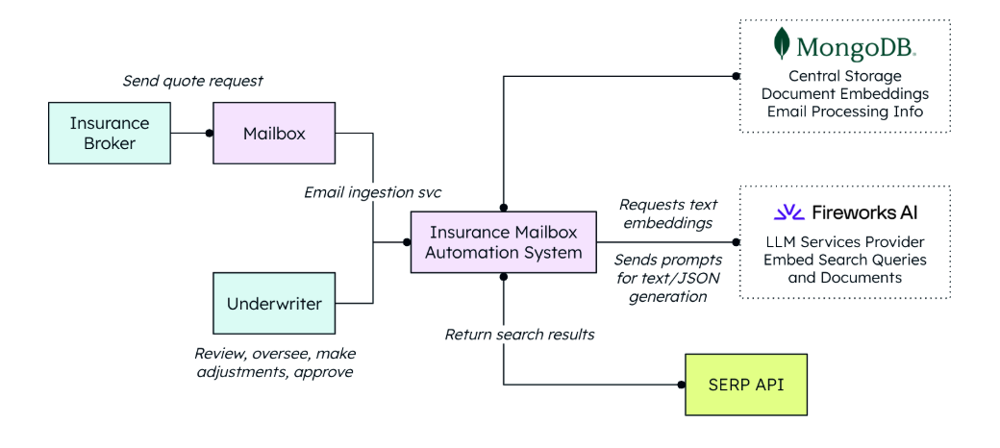 MongoDB.
Central Storage
Document Embeddings
Email Processing Info
Send quote request
Insurance
Broker
Mailbox
Email ingestion svc
Insurance Mailbox
Automation System
Requests text
embeddings
Sends prompts
for text/JSON
generation
Fireworks AI
LLM Services Provider
Embed Search Queries
and Documents
Underwriter
Review, oversee, make
adjustments, approve
Return search results
SERP API